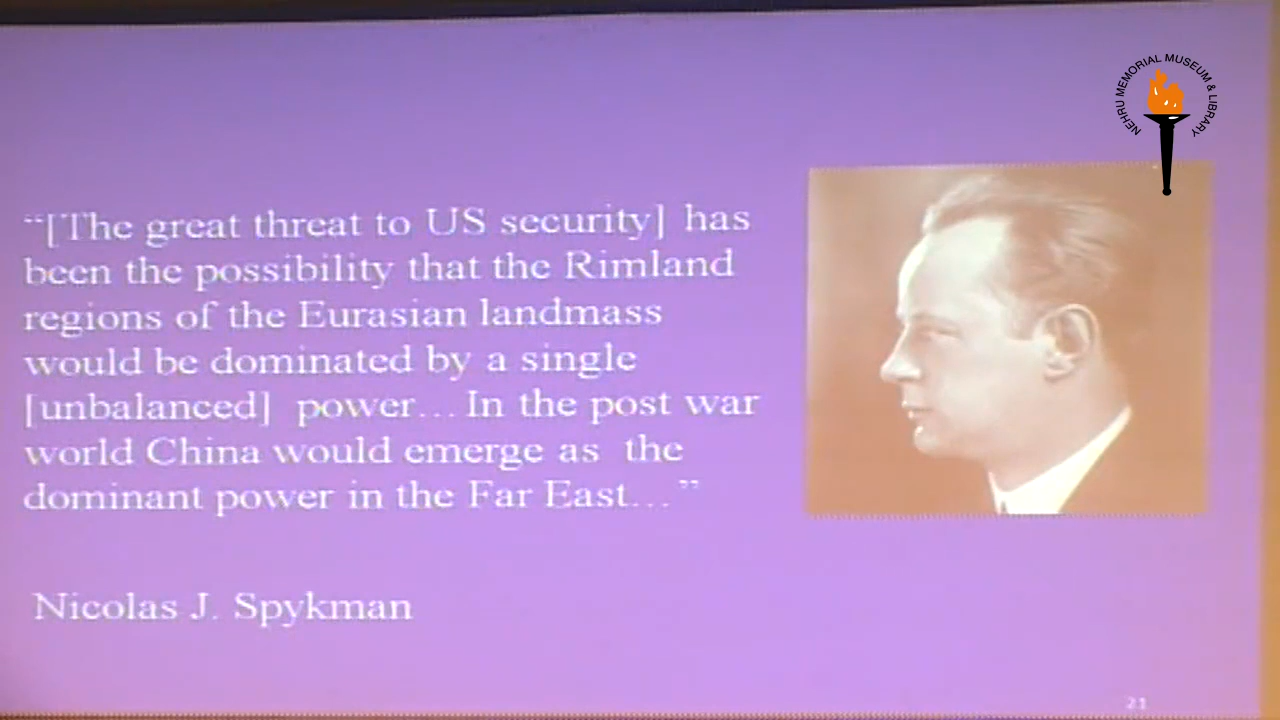 NEHRU MEMORIAL MUSEUM & LIBRARY
“[The great threat to US security] has
been the possibility that the Rimland
regions of the Eurasian landmass
would be dominated by a single
[unbalanced] power... In the post war
world China would emerge as the
dominant power in the Far East...”
Nicolas J. Spykman
21